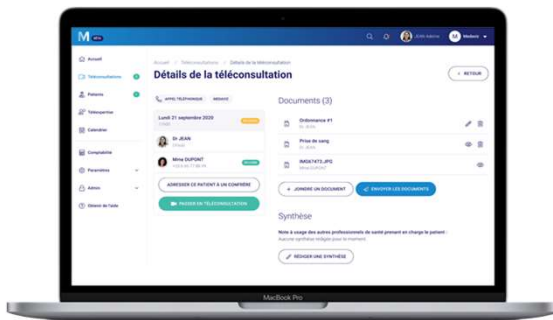 M
Accueil
Téléconsultations
Patients
Téléexpertise
Calendrier
Comptabilité
Paramètres
Admin
Obtenir de l'aide
Accueil / Téléconsultations / Détails de la téléconsultation
Détails de la téléconsultation
RETOUR
APPEL TÉLÉPHONIQUE
Lundi 21 septembre 2020
Dr JEAN
Mme DUPONT
ADRESSER CE PATIENT À UN CONFRÈRE
PASSER EN TÉLÉCONSULTATION
Documents (3)
Ordonnance #1
Dr JEAN
Prise de sang
Dr JEAN
IMG67473.JPG
Mme DUPONT
+ JOINDRE UN DOCUMENT
ENVOYER LES DOCUMENTS
Synthèse
Note à usage des autres professionnels de santé prenant en charge le patient :
Aucune synthèse rédigée pour le moment.
RÉDIGER UNE SYNTHÈSE
MacBook Pro